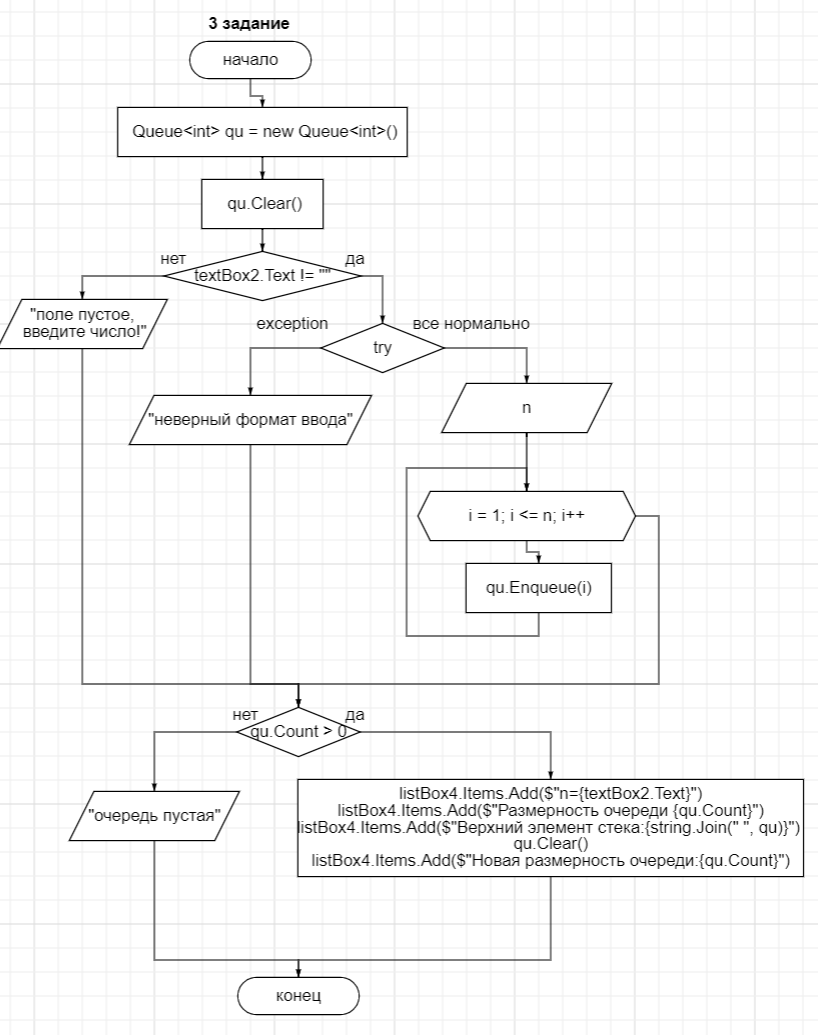 3 задание
начало
Queue<int> qu = new Queue<int>()
qu.Clear()
нет
да
textBox2.Text != ""
"поле пустое,
введите число!"
exception
все нормально
try
"неверный формат ввода"
n
i = 1; i <= n; i++
qu.Enqueue(i)
нет
да
qu.Count > 0
"очередь пустая"
listBox4.Items.Add($"n={textBox2.Text}")
listBox4.Items.Add($"Размерность очереди {qu.Count}")
listBox4.Items.Add($"Верхний элемент стека:{string.Join(" ", qu)}")
qu.Clear()
listBox4.Items.Add($"Новая размерность очереди:{qu.Count}")
конец